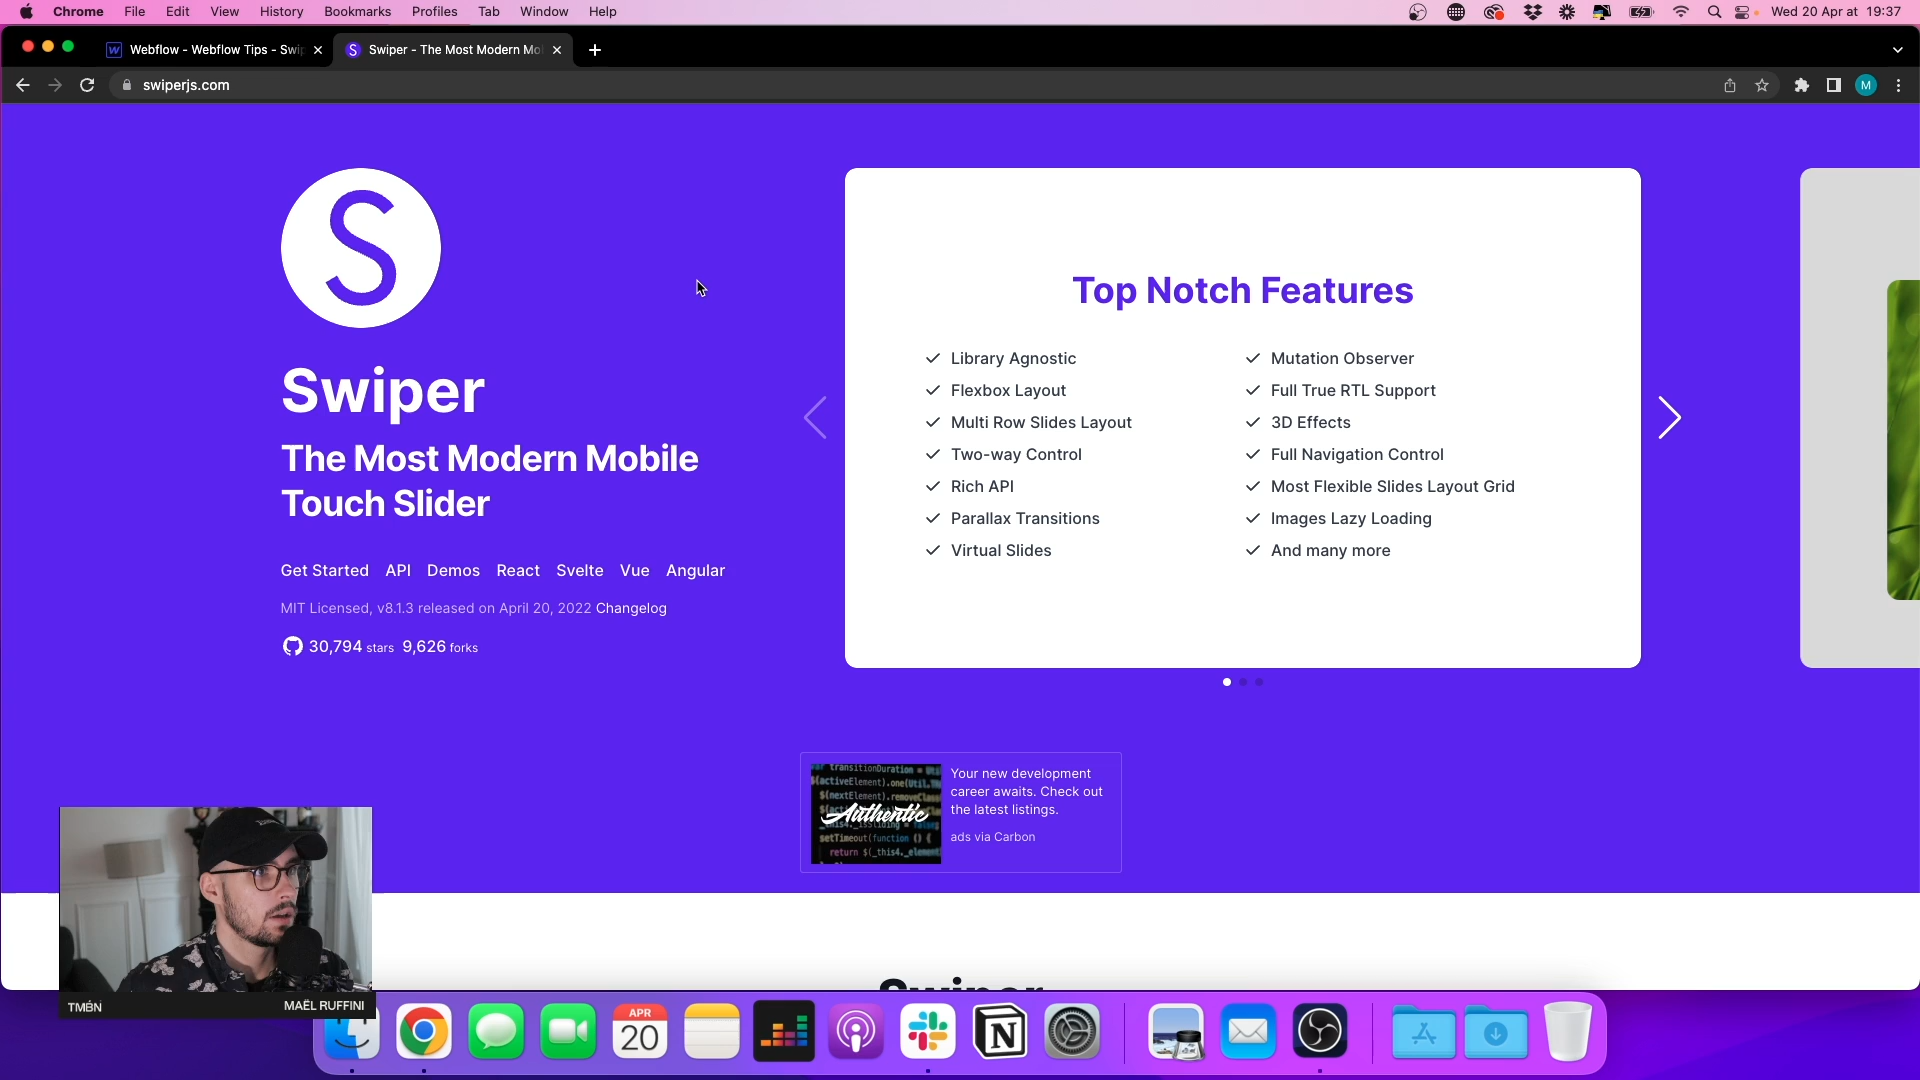 Chrome File Edit View History Bookmarks Profiles Tab Window Help
Wed 20 Apr at 19:37
Webflow - Webflow Tips - Swi
Swiper - The Most Modern Mo
swiperjs.com
M
S
Swiper
The Most Modern Mobile
Touch Slider
Get Started API Demos React Svelte Vue Angular
MIT Licensed, v8.1.3 released on April 20, 2022 Changelog
30,794 stars 9,626 forks
Top Notch Features
Library Agnostic
Flexbox Layout
Multi Row Slides Layout
Two-way Control
Rich API
Parallax Transitions
Virtual Slides
Mutation Observer
Full True RTL Support
3D Effects
Full Navigation Control
Most Flexible Slides Layout Grid
Images Lazy Loading
And many more
Authentic
Your new development
career awaits. Check out
the latest listings.
ads via Carbon
Swiper
TMBN
MAËL RUFFINI
APR
20